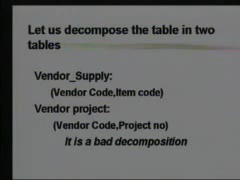 Let us decompose the table in two
tables
Vendor_Supply:
(Vendor Code,Item code)
Vendor project:
(Vendor Code,Project no)
It is a bad decomposition